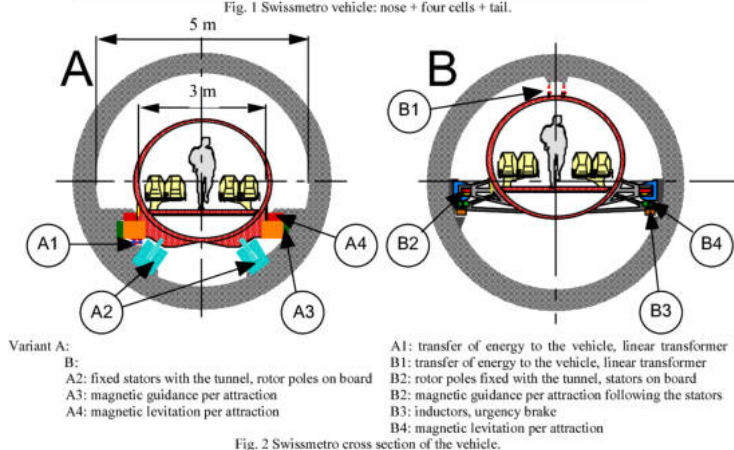 Fig. 1 Swissmetro vehicle: nose + four cells + tail.
5 m
A
B
3 m
B1
A1
A4
B2
B4
A2
A3
B3
Variant A:
B:
A2: fixed stators with the tunnel, rotor poles on board
A3: magnetic guidance per attraction
A4: magnetic levitation per attraction
A1: transfer of energy to the vehicle, linear transformer
B1: transfer of energy to the vehicle, linear transformer
B2: rotor poles fixed with the tunnel, stators on board
B2: magnetic guidance per attraction following the stators
B3: inductors, urgency brake
B4: magnetic levitation per attraction
Fig. 2 Swissmetro cross section of the vehicle.